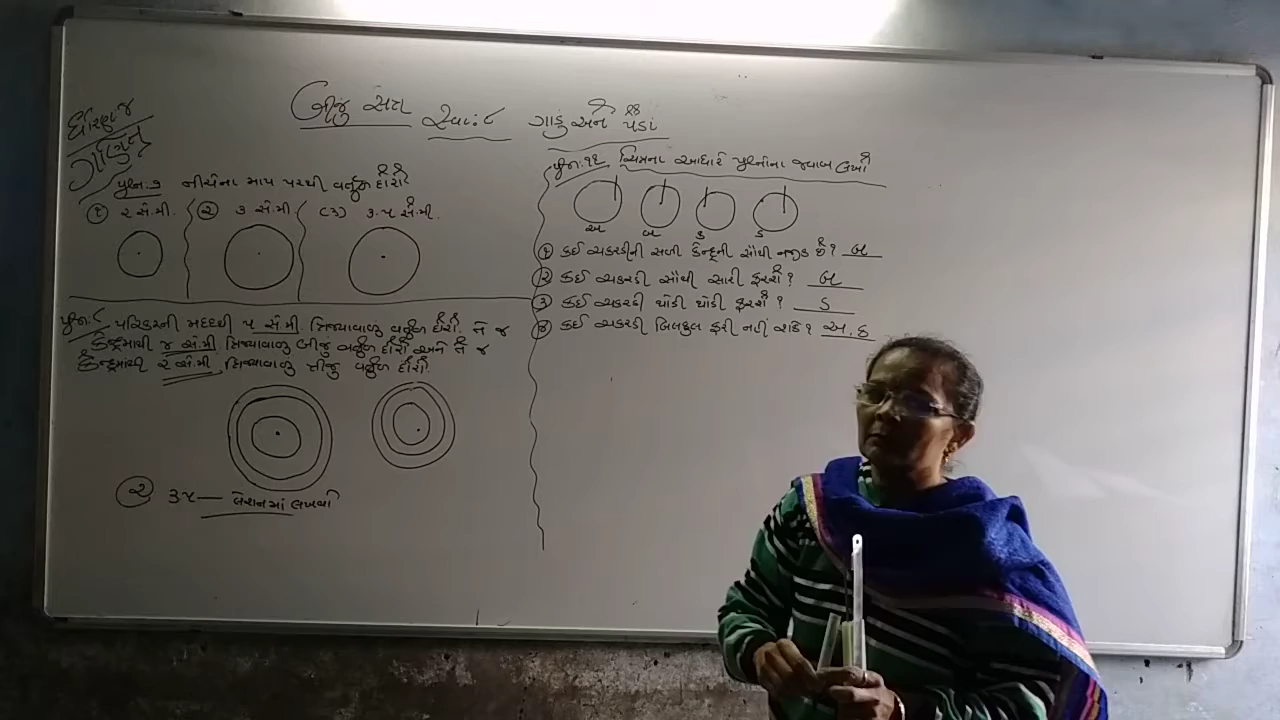 ધોરણ ૪
ગણિત
બીજુ સત્ર સ્વા.૮ ગાડું અને પૈડાં
પ્રશ્ન.૭ નીચેના માપ પરથી વર્તુળ દોરો
૧ ૨ સે.મી. ૨ ૩ સે.મી (૩) ૩.૫ સે.મી.
પ્રશ્ન.૮ પરિકરની મદદથી ૫ સે.મી ત્રિજ્યાવાળુ વર્તુળ દોરો. તે જ
કેન્દ્રમાંથી ૪ સે.મી ત્રિજ્યાવાળુ બીજુ વર્તુળ દોરો અને તે જ
કેન્દ્રમાંથી ૨ સે.મી ત્રિજ્યાવાળુ ત્રીજુ વર્તુળ દોરો.
૨ ૩૫ — લેશનમાં લખવા
પ્રશ્ન.૧૧ ચિત્રના આધારે પ્રશ્નોના જવાબ લખો
અ બ ક ડ
૧ કઈ ચકરડીની સળી કેન્દ્રની સૌથી નજીક છે? બ
૨ કઈ ચકરડી સૌથી સારી ફરશે? બ
૩ કઈ ચકરડી થોડી થોડી ફરશે? ડ
૪ કઈ ચકરડી બિલકુલ ફરી નહીં શકે? અ, ક